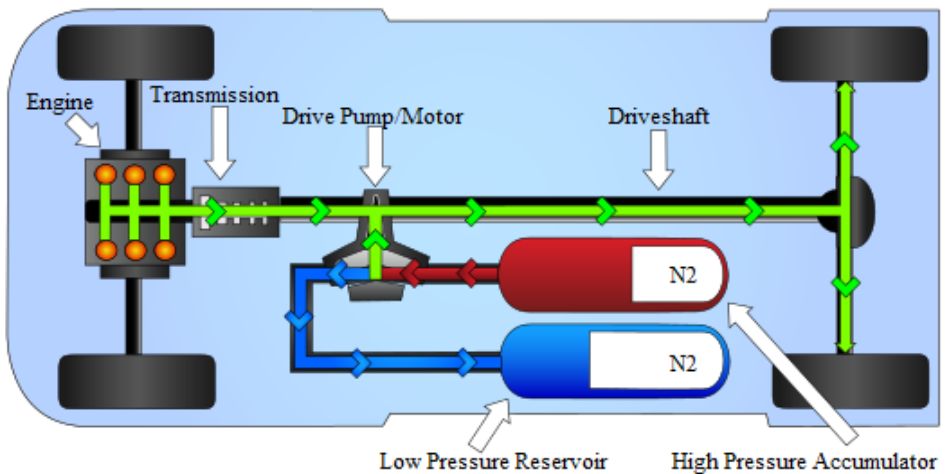 Transmission
Engine
Drive Pump/Motor
Driveshaft
N2
N2
Low Pressure Reservoir
High Pressure Accumulator